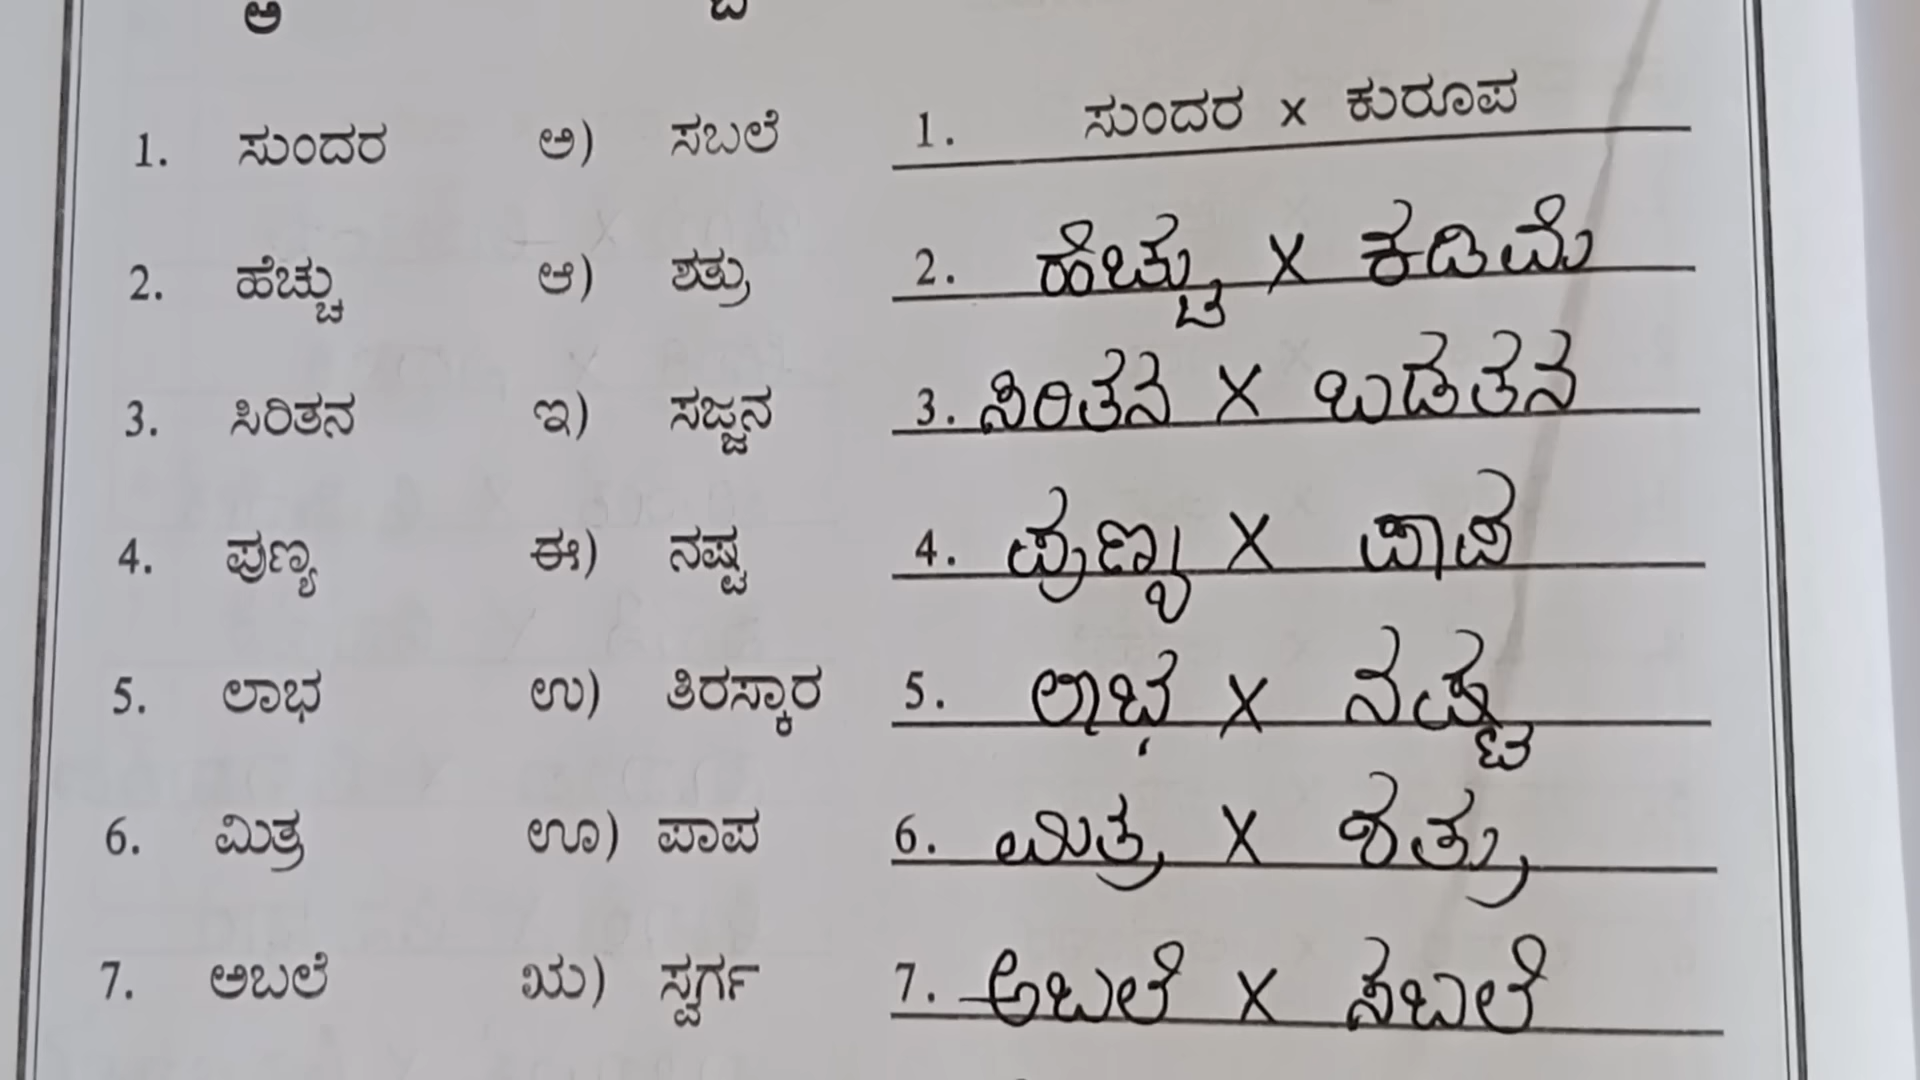 ಅ ಬ
1. ಸುಂದರ ಅ) ಸಬಲೆ 1. ಸುಂದರ x ಕುರೂಪ
2. ಹೆಚ್ಚು ಆ) ಶತ್ರು 2. ಹೆಚ್ಚು X ಕಡಿಮೆ
3. ಸಿರಿತನ ಇ) ಸಜ್ಜನ 3. ಸಿರಿತನ X ಬಡತನ
4. ಪುಣ್ಯ ಈ) ನಷ್ಟ 4. ಪುಣ್ಯ X ಪಾಪ
5. ಲಾಭ ಉ) ತಿರಸ್ಕಾರ 5. ಲಾಭ X ನಷ್ಟ
6. ಮಿತ್ರ ಊ) ಪಾಪ 6. ಮಿತ್ರ X ಶತ್ರು
7. ಅಬಲೆ ಋ) ಸ್ವರ್ಗ 7. ಅಬಲೆ X ಸಬಲೆ